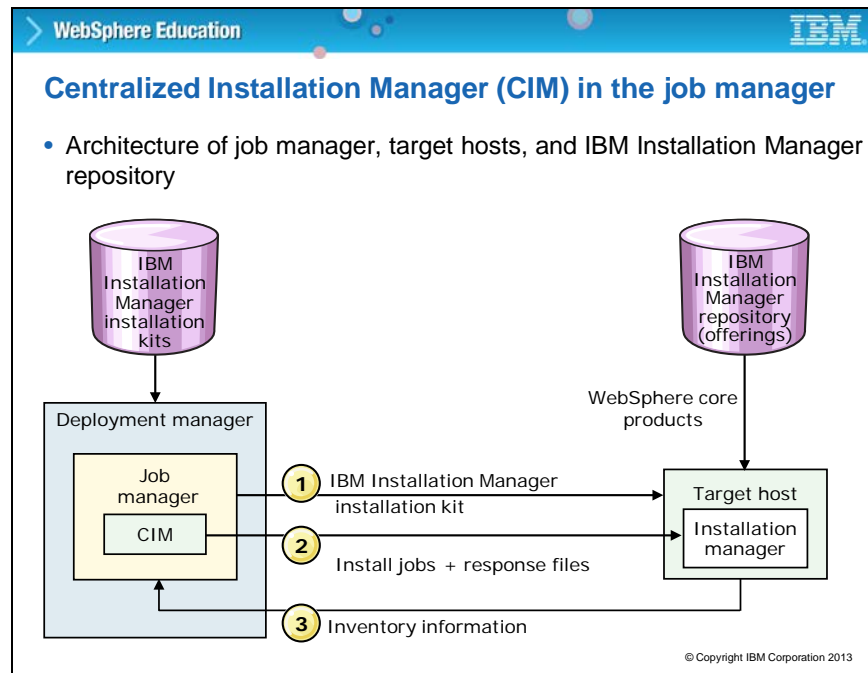 WebSphere Education
IBM
Centralized Installation Manager (CIM) in the job manager
• Architecture of job manager, target hosts, and IBM Installation Manager
repository
IBM
Installation
Manager
installation
kits
IBM
Installation
Manager
repository
(offerings)
WebSphere core
products
Deployment manager
Job
manager
CIM
1
IBM Installation Manager
installation kit
2
Install jobs + response files
3
Inventory information
Target host
Installation
manager
© Copyright IBM Corporation 2013